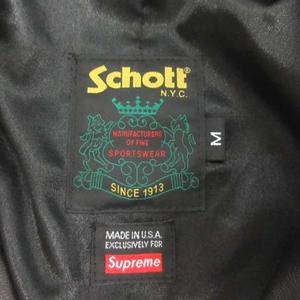 Schott®
N.Y.C.
MANUFACTURERS
OF FINE
SPORTSWEAR
SINCE 1913
M
MADE IN U.S.A.
EXCLUSIVELY FOR
Supreme